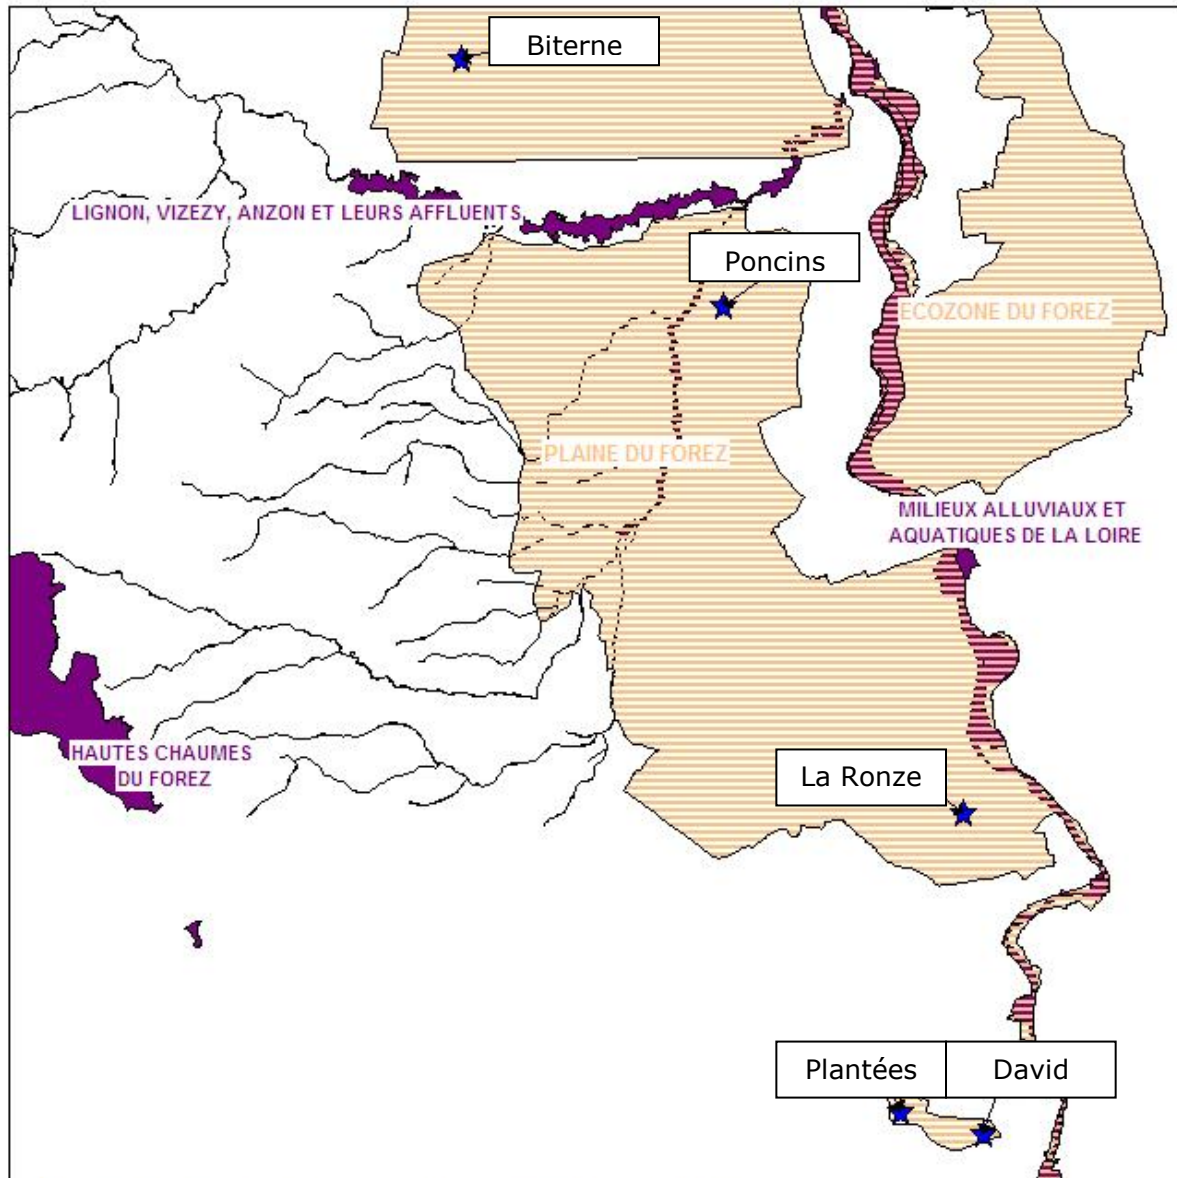 Biterne
LIGNON, VIZEZY, ANZON ET LEURS AFFLUENTS
Poncins
ECOZONE DU FOREZ
PLAINE DU FOREZ
MILIEUX ALLUVIAUX ET
AQUATIQUES DE LA LOIRE
HAUTES CHAUMES
DU FOREZ
La Ronze
Plantées
David